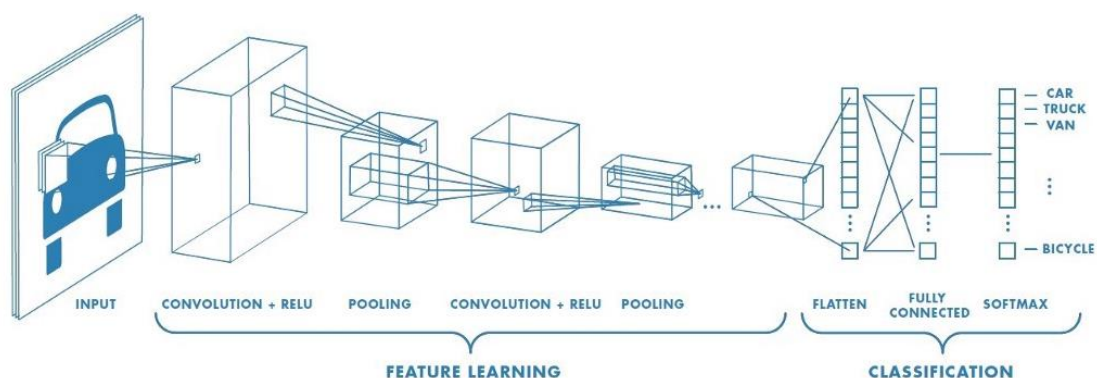 CAR
TRUCK
VAN
BICYCLE
INPUT
CONVOLUTION + RELU
POOLING
CONVOLUTION + RELU
POOLING
FLATTEN
FULLY
CONNECTED
SOFTMAX
FEATURE LEARNING
CLASSIFICATION